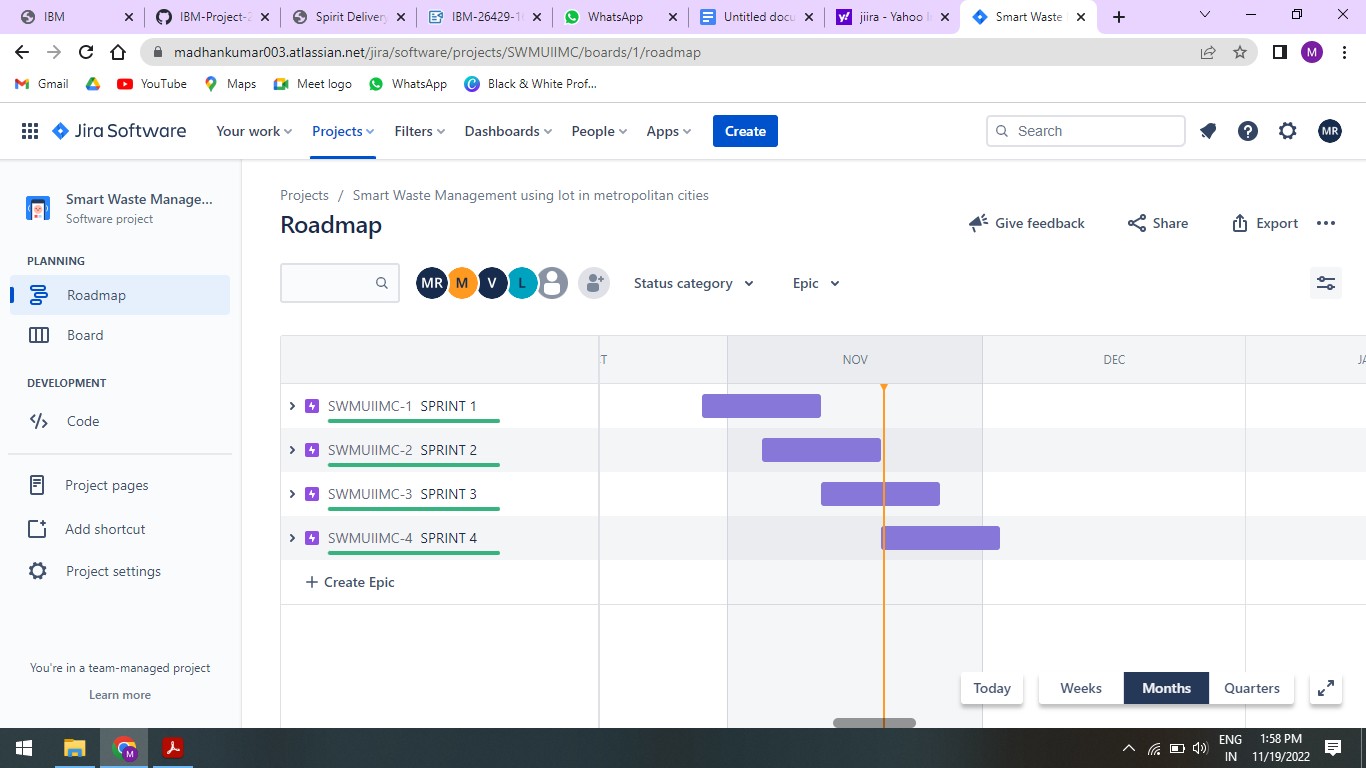 IBM
IBM-Project-2
Spirit Delivery
IBM-26429-1
WhatsApp
Untitled docu
jiira - Yahoo I
Smart Waste
madhankumar003.atlassian.net/jira/software/projects/SWMUIIMC/boards/1/roadmap
M
Gmail
YouTube
Maps
Meet logo
WhatsApp
Black & White Prof...
Jira Software
Your work
Projects
Filters
Dashboards
People
Apps
Create
Search
MR
Smart Waste Manage...
Software project
PLANNING
Roadmap
Board
DEVELOPMENT
Code
Project pages
Add shortcut
Project settings
You're in a team-managed project
Learn more
Projects / Smart Waste Management using Iot in metropolitan cities
Roadmap
Give feedback
Share
Export
MR
M
V
L
Status category
Epic
T
NOV
DEC
JA
SWMUIIMC-1 SPRINT 1
SWMUIIMC-2 SPRINT 2
SWMUIIMC-3 SPRINT 3
SWMUIIMC-4 SPRINT 4
+ Create Epic
Today
Weeks
Months
Quarters
M
ENG
IN
1:58 PM
11/19/2022